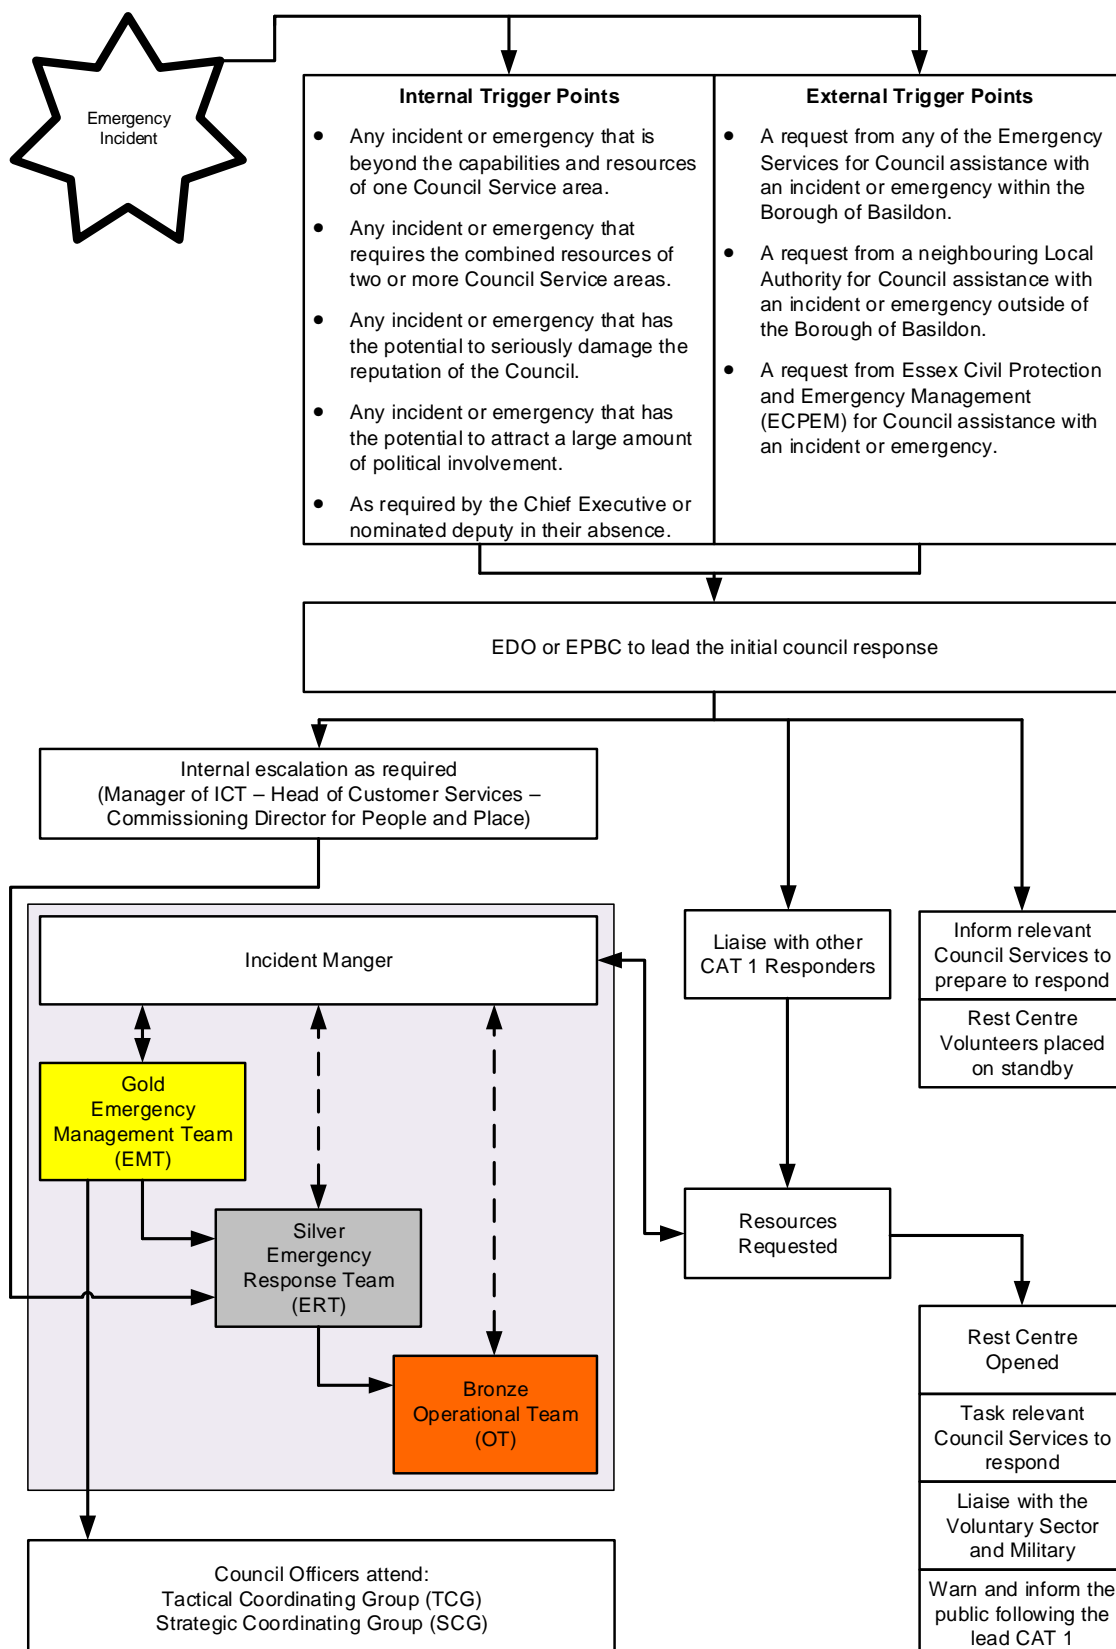 Emergency
Incident
Internal Trigger Points
• Any incident or emergency that is
beyond the capabilities and resources
of one Council Service area.
• Any incident or emergency that
requires the combined resources of
two or more Council Service areas.
• Any incident or emergency that has
the potential to seriously damage the
reputation of the Council.
• Any incident or emergency that has
the potential to attract a large amount
of political involvement.
• As required by the Chief Executive or
nominated deputy in their absence.
External Trigger Points
• A request from any of the Emergency
Services for Council assistance with
an incident or emergency within the
Borough of Basildon.
• A request from a neighbouring Local
Authority for Council assistance with
an incident or emergency outside of
the Borough of Basildon.
• A request from Essex Civil Protection
and Emergency Management
(ECPEM) for Council assistance with
an incident or emergency.
EDO or EPBC to lead the initial council response
Internal escalation as required
(Manager of ICT – Head of Customer Services –
Commissioning Director for People and Place)
Incident Manger
Gold
Emergency
Management Team
(EMT)
Silver
Emergency
Response Team
(ERT)
Bronze
Operational Team
(OT)
Council Officers attend:
Tactical Coordinating Group (TCG)
Strategic Coordinating Group (SCG)
Liaise with other
CAT 1 Responders
Resources
Requested
Inform relevant
Council Services to
prepare to respond
Rest Centre
Volunteers placed
on standby
Rest Centre
Opened
Task relevant
Council Services to
respond
Liaise with the
Voluntary Sector
and Military
Warn and inform the
public following the
lead CAT 1